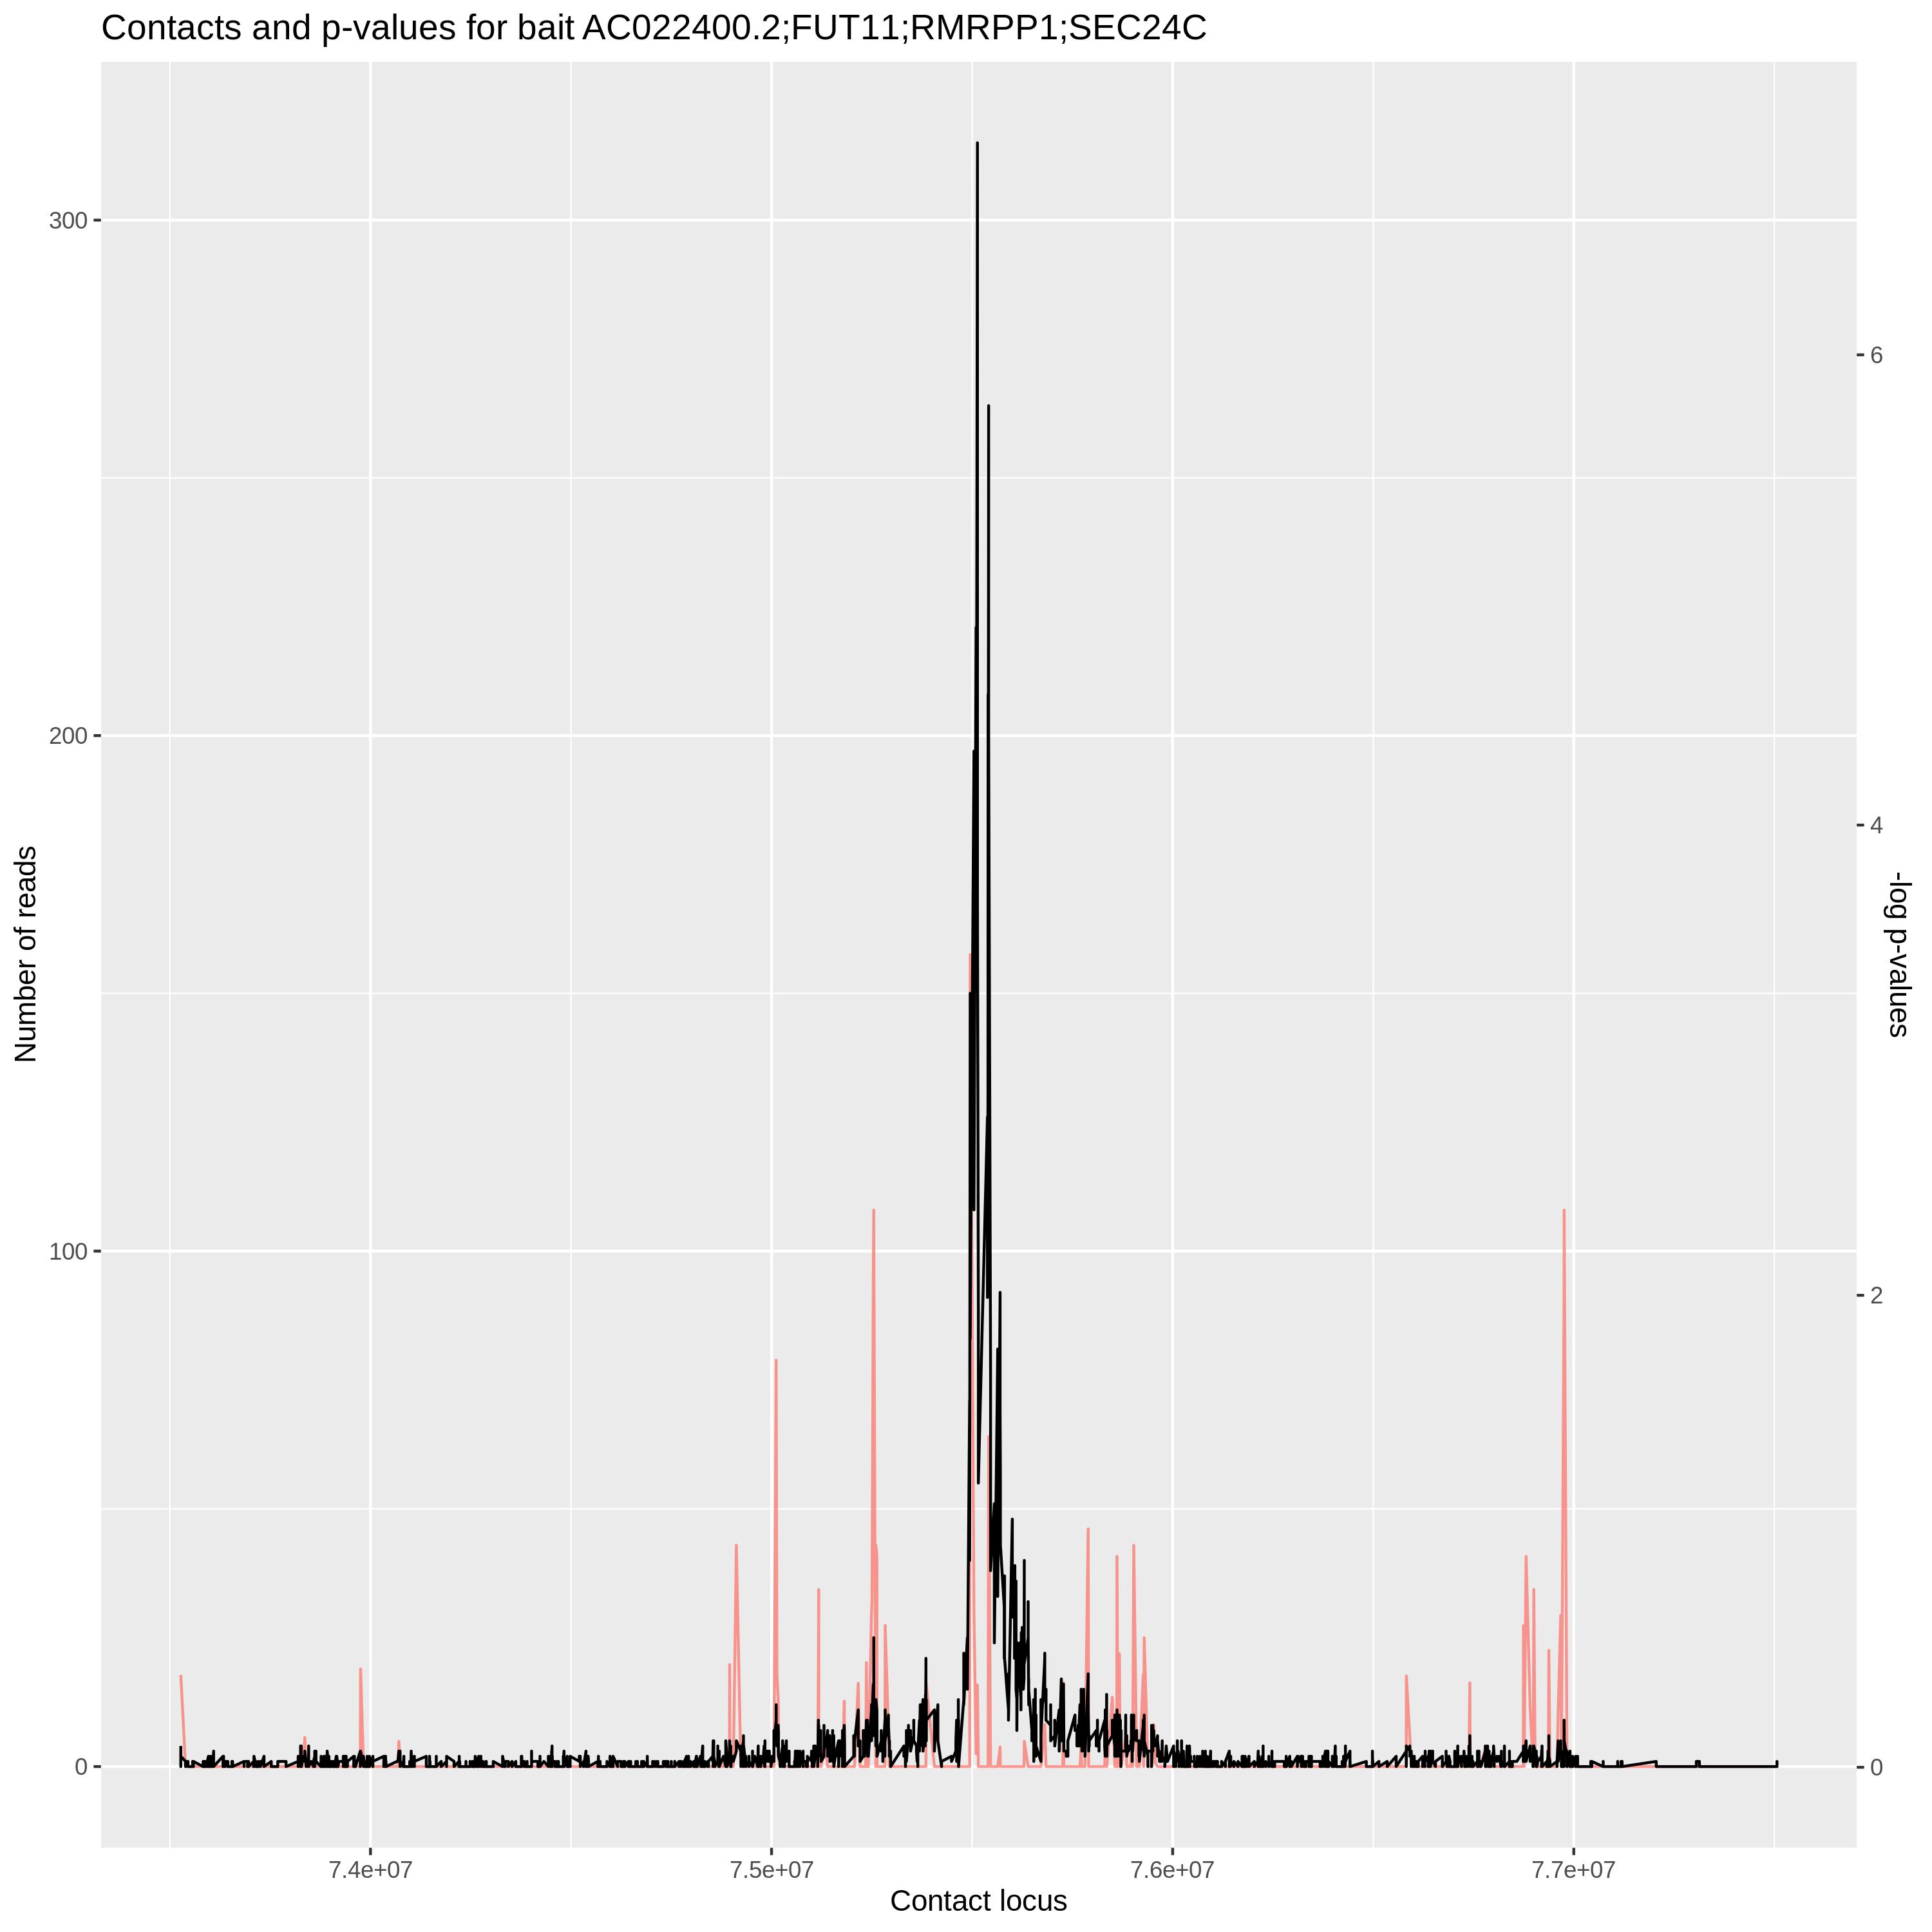 Contacts and p-values for bait AC022400.2;FUT11;RMRPP1;SEC24C
300
200
100
0
Number of reads
6
4
2
0
-log p-values
7.4e+07
7.5e+07
7.6e+07
7.7e+07
Contact locus